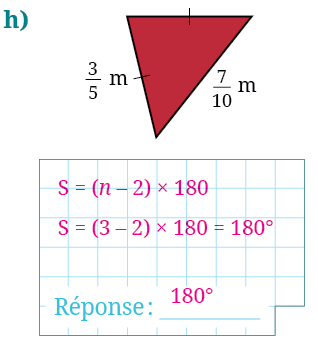 h)
3/5 m
7/10 m
S = (n – 2) × 180
S = (3 – 2) × 180 = 180°
Réponse : 180°